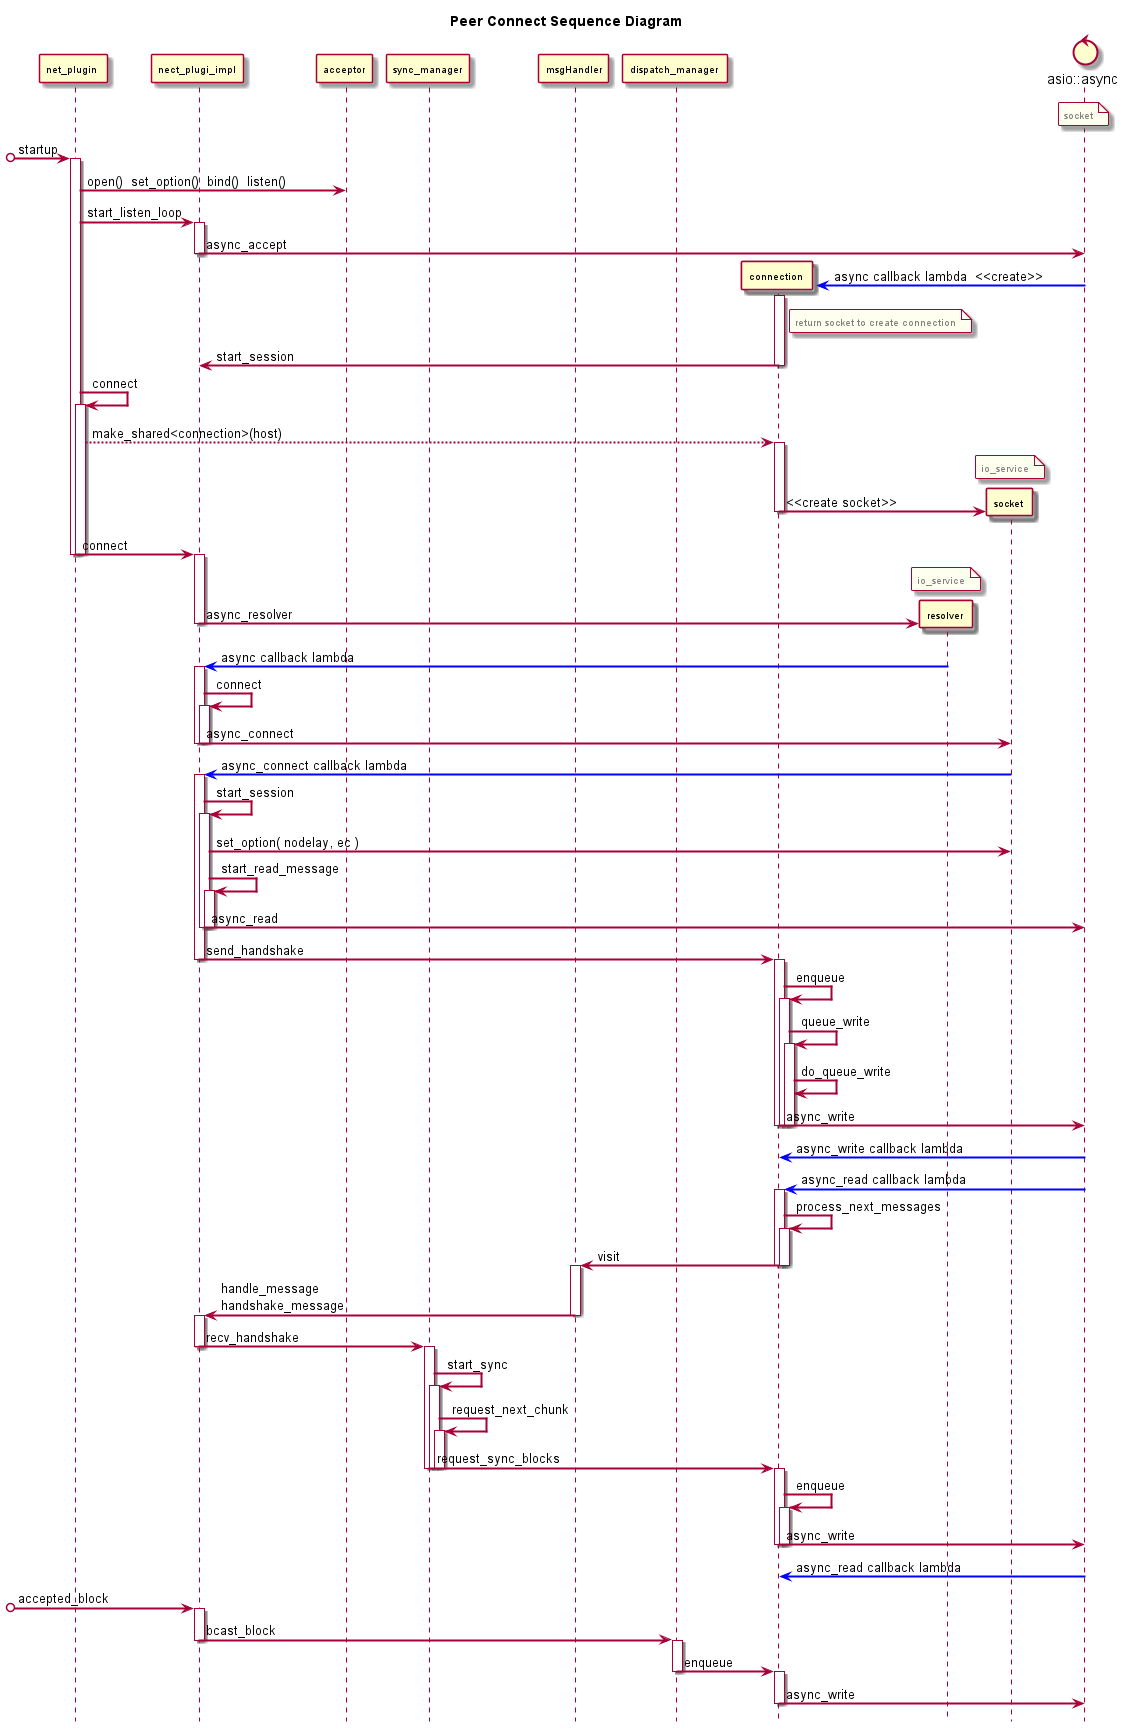 Peer Connect Sequence Diagram
net_plugin
nect_plugi_impl
acceptor
sync_manager
msgHandler
dispatch_manager
asio::async
socket
startup
open()  set_option()  bind()  listen()
start_listen_loop
async_accept
connection
async callback lambda  <<create>>
return socket to create connection
start_session
connect
make_shared<connection>(host)
io_service
<<create socket>>
socket
connect
io_service
async_resolver
resolver
async callback lambda
connect
async_connect
async_connect callback lambda
start_session
set_option( nodelay, ec )
start_read_message
async_read
send_handshake
enqueue
queue_write
do_queue_write
async_write
async_write callback lambda
async_read callback lambda
process_next_messages
visit
handle_message
handshake_message
recv_handshake
start_sync
request_next_chunk
request_sync_blocks
enqueue
async_write
async_read callback lambda
accepted_block
bcast_block
enqueue
async_write